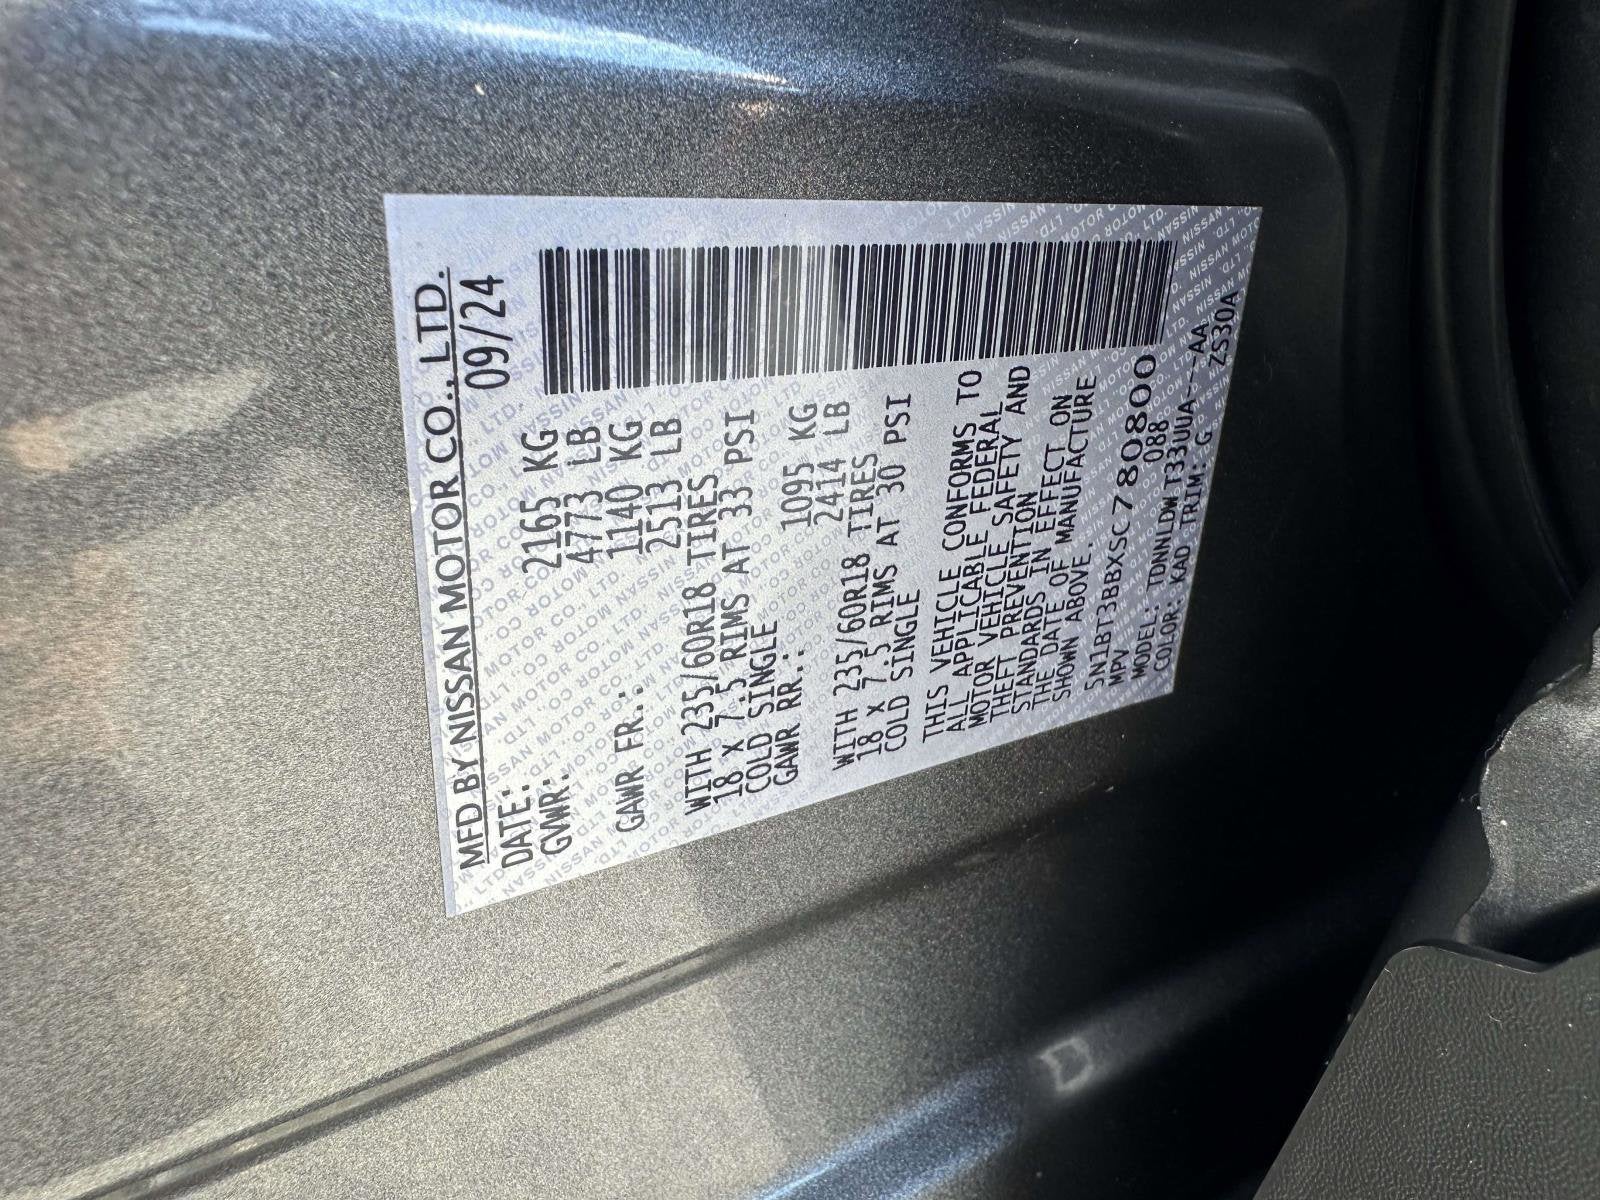 MFD BY NISSAN MOTOR CO., LTD.
DATE: 09/24
GVWR: 2165 KG
4773 LB
GAWR FR.: 1140 KG
2513 LB
WITH 235/60R18 TIRES
18 x 7.5 RIMS AT 33 PSI
COLD SINGLE
GAWR RR.: 1095 KG
2414 LB
WITH 235/60R18 TIRES
18 x 7.5 RIMS AT 30 PSI
COLD SINGLE
THIS VEHICLE CONFORMS TO
ALL APPLICABLE FEDERAL
MOTOR VEHICLE SAFETY AND
THEFT PREVENTION
STANDARDS IN EFFECT ON
THE DATE OF MANUFACTURE
SHOWN ABOVE.
5N1BT3BBXSC780800
MPV 088
MODEL: TDNNLDWT33UUA----AA
COLOR: KAD TRIM: G ZS30A